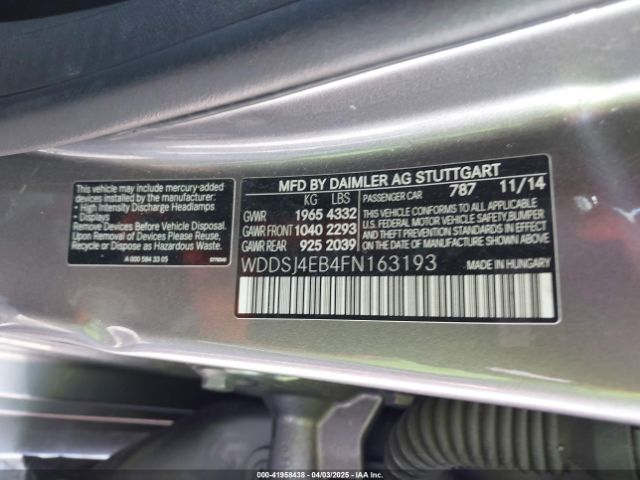 This vehicle may include mercury-added
devices installed by the manufacturer:
• High Intensity Discharge Headlamps
• Displays
Remove Devices Before Vehicle Disposal.
Upon Removal of Devices Please Reuse,
Recycle or Dispose as Hazardous Waste.
A 000 584 33 05
MFD BY DAIMLER AG STUTTGART
KG LBS
GVWR 1965 4332
GAWR FRONT 1040 2293
GAWR REAR 925 2039
PASSENGER CAR 787 11/14
THIS VEHICLE CONFORMS TO ALL APPLICABLE
U.S. FEDERAL MOTOR VEHICLE SAFETY,BUMPER
AND THEFT PREVENTION STANDARDS IN EFFECT
ON THE DATE OF MANUFACTURE SHOWN ABOVE.
WDDSJ4EB4FN163193 MADE IN HUNGARY
000-41958438 - 04/03/2025 - IAAI.COM